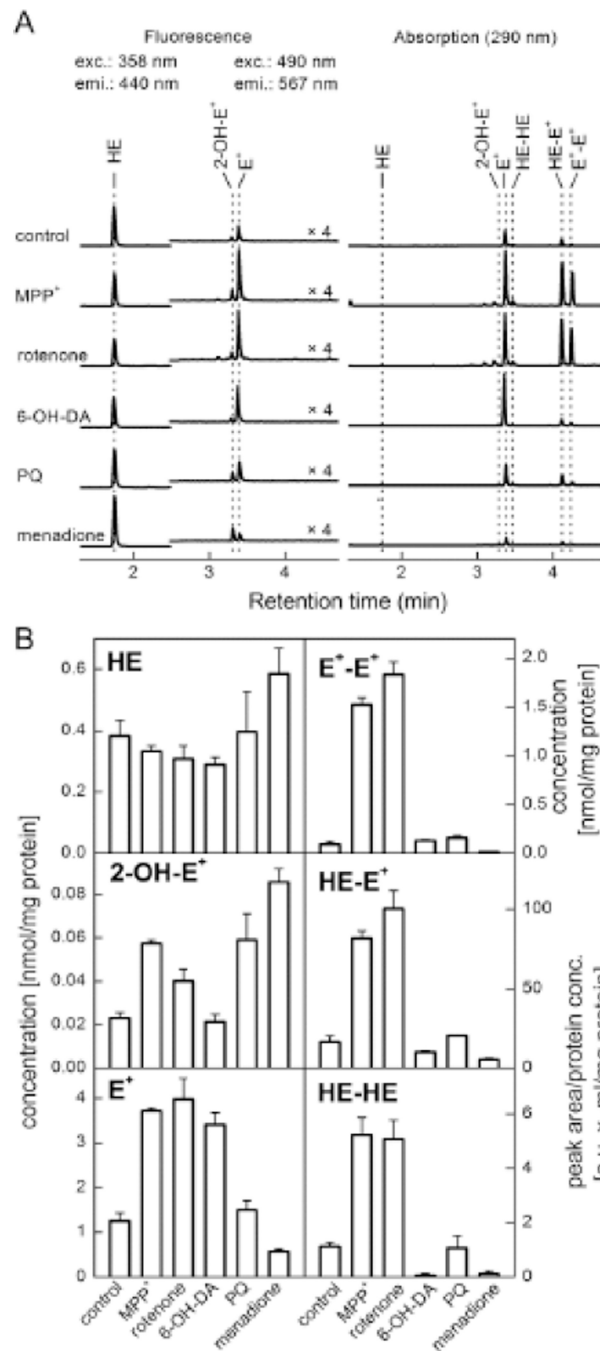 A
Fluorescence
Absorption (290 nm)
exc.: 358 nm
exc.: 490 nm
emi.: 440 nm
emi.: 567 nm
HE
2-OH-E⁺
E⁺
HE
2-OH-E⁺
E⁺
HE-HE
HE-E⁺
E⁺-E⁺
control
× 4
MPP⁺
× 4
rotenone
× 4
6-OH-DA
× 4
PQ
× 4
menadione
× 4
2
3
4
2
3
4
Retention time (min)
B
HE
0.6
0.4
0.2
0.0
E⁺-E⁺
2.0
1.5
1.0
0.5
0.0
concentration
[nmol/mg protein]
2-OH-E⁺
0.08
0.06
0.04
0.02
0.00
HE-E⁺
100
50
0
concentration [nmol/mg protein]
E⁺
4
3
2
1
0
HE-HE
6
4
2
0
peak area/protein conc.
control
MPP⁺
rotenone
6-OH-DA
PQ
menadione
control
MPP⁺
rotenone
6-OH-DA
PQ
menadione